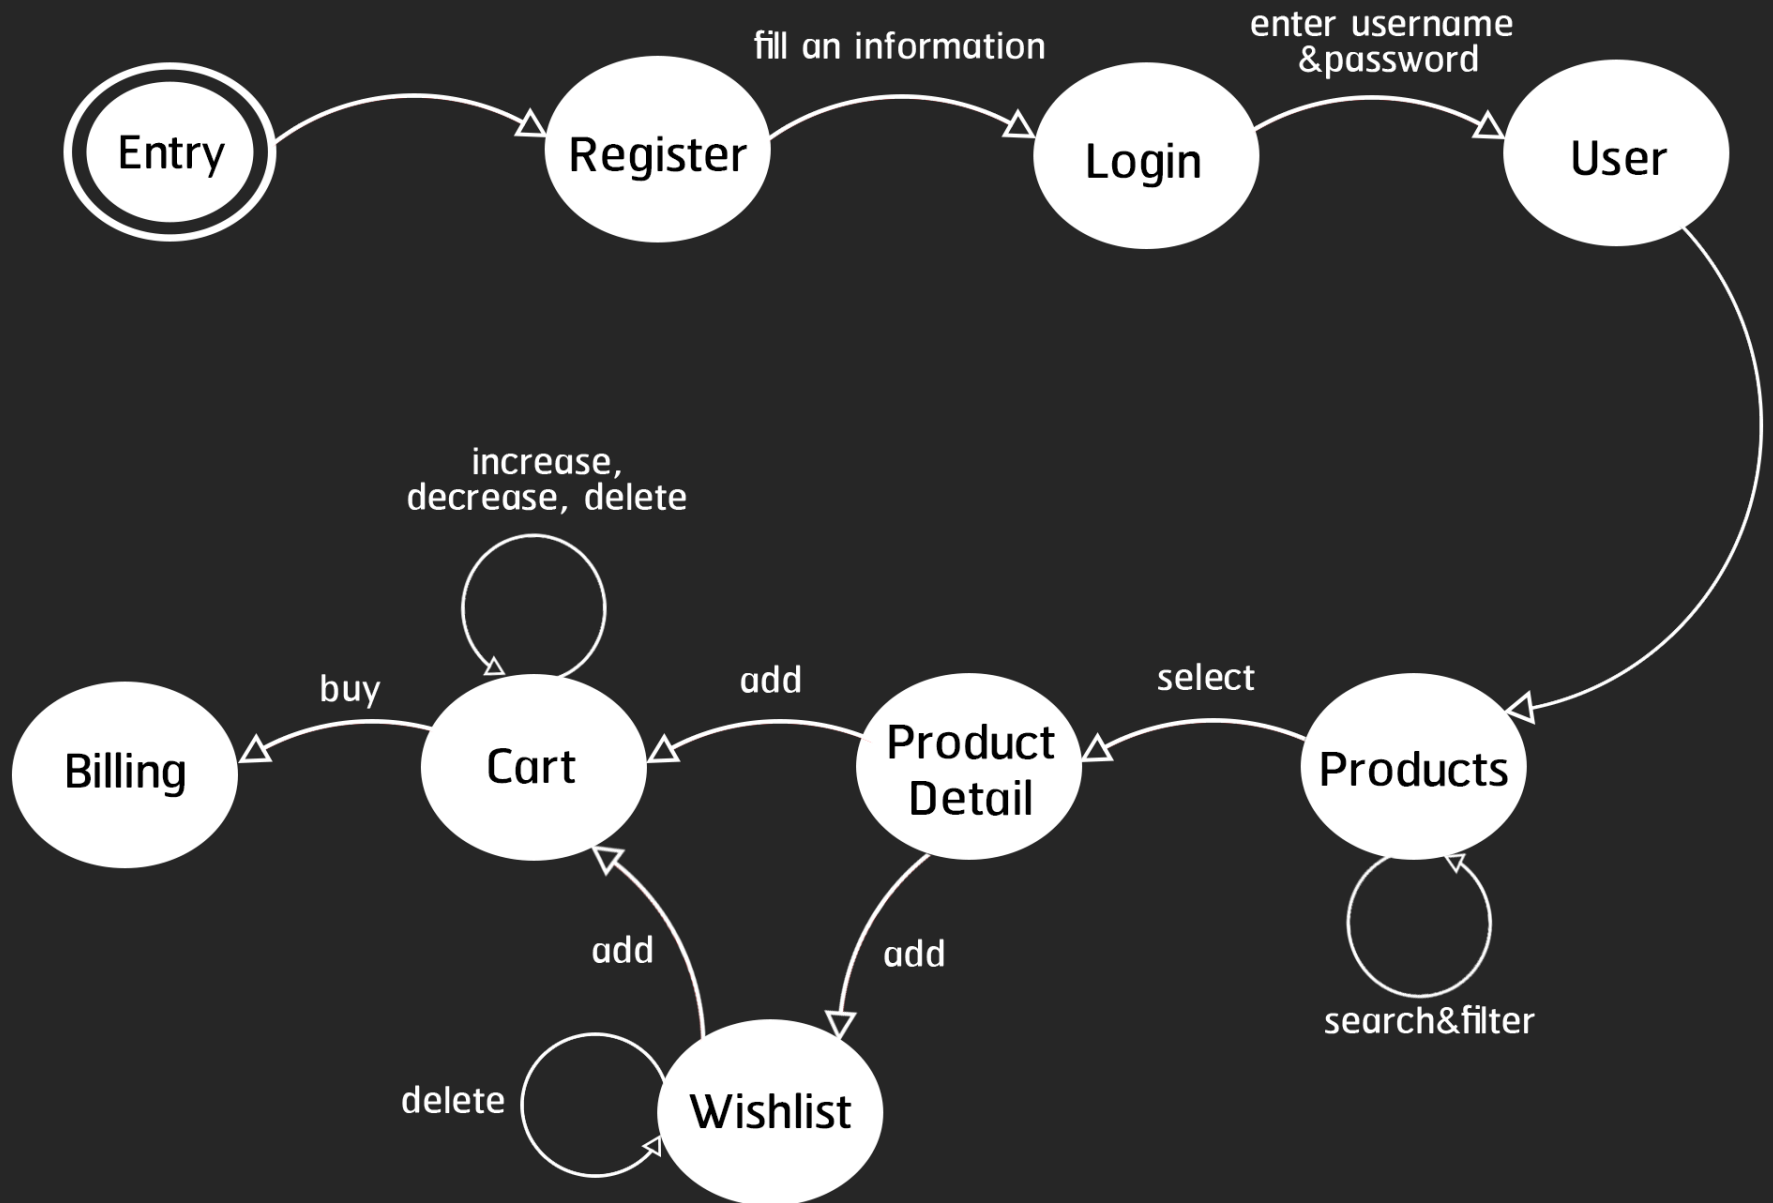 fill an information
enter username
&password
Entry
Register
Login
User
increase,
decrease, delete
buy
add
select
Billing
Cart
Product
Detail
Products
add
add
search&filter
delete
Wishlist